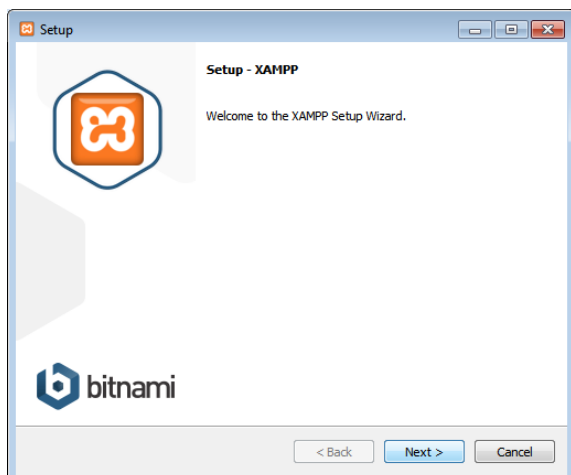 Setup
Setup - XAMPP
Welcome to the XAMPP Setup Wizard.
bitnami
< Back
Next >
Cancel